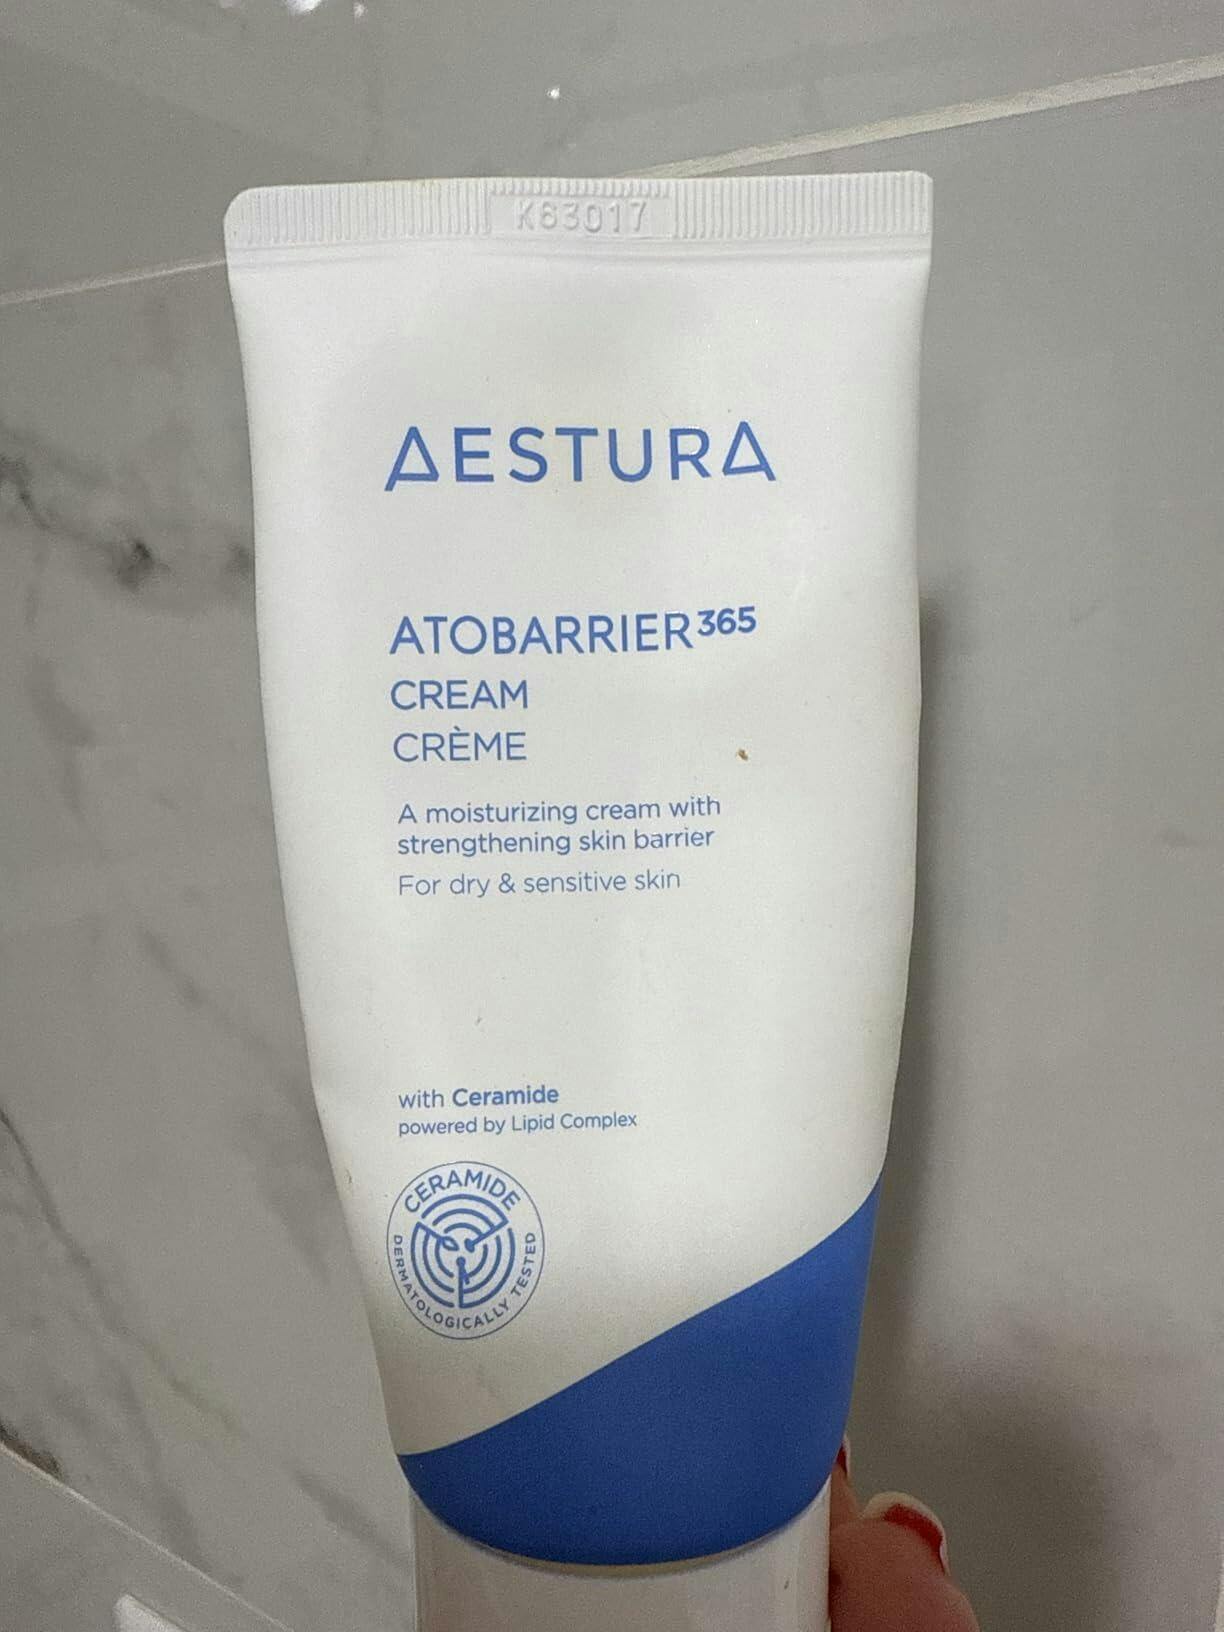 K63017
AESTURA
ATOBARRIER365
CREAM
CRÈME
A moisturizing cream with
strengthening skin barrier
For dry & sensitive skin
with Ceramide
powered by Lipid Complex
CERAMIDE
DERMATOLOGICALLY TESTED